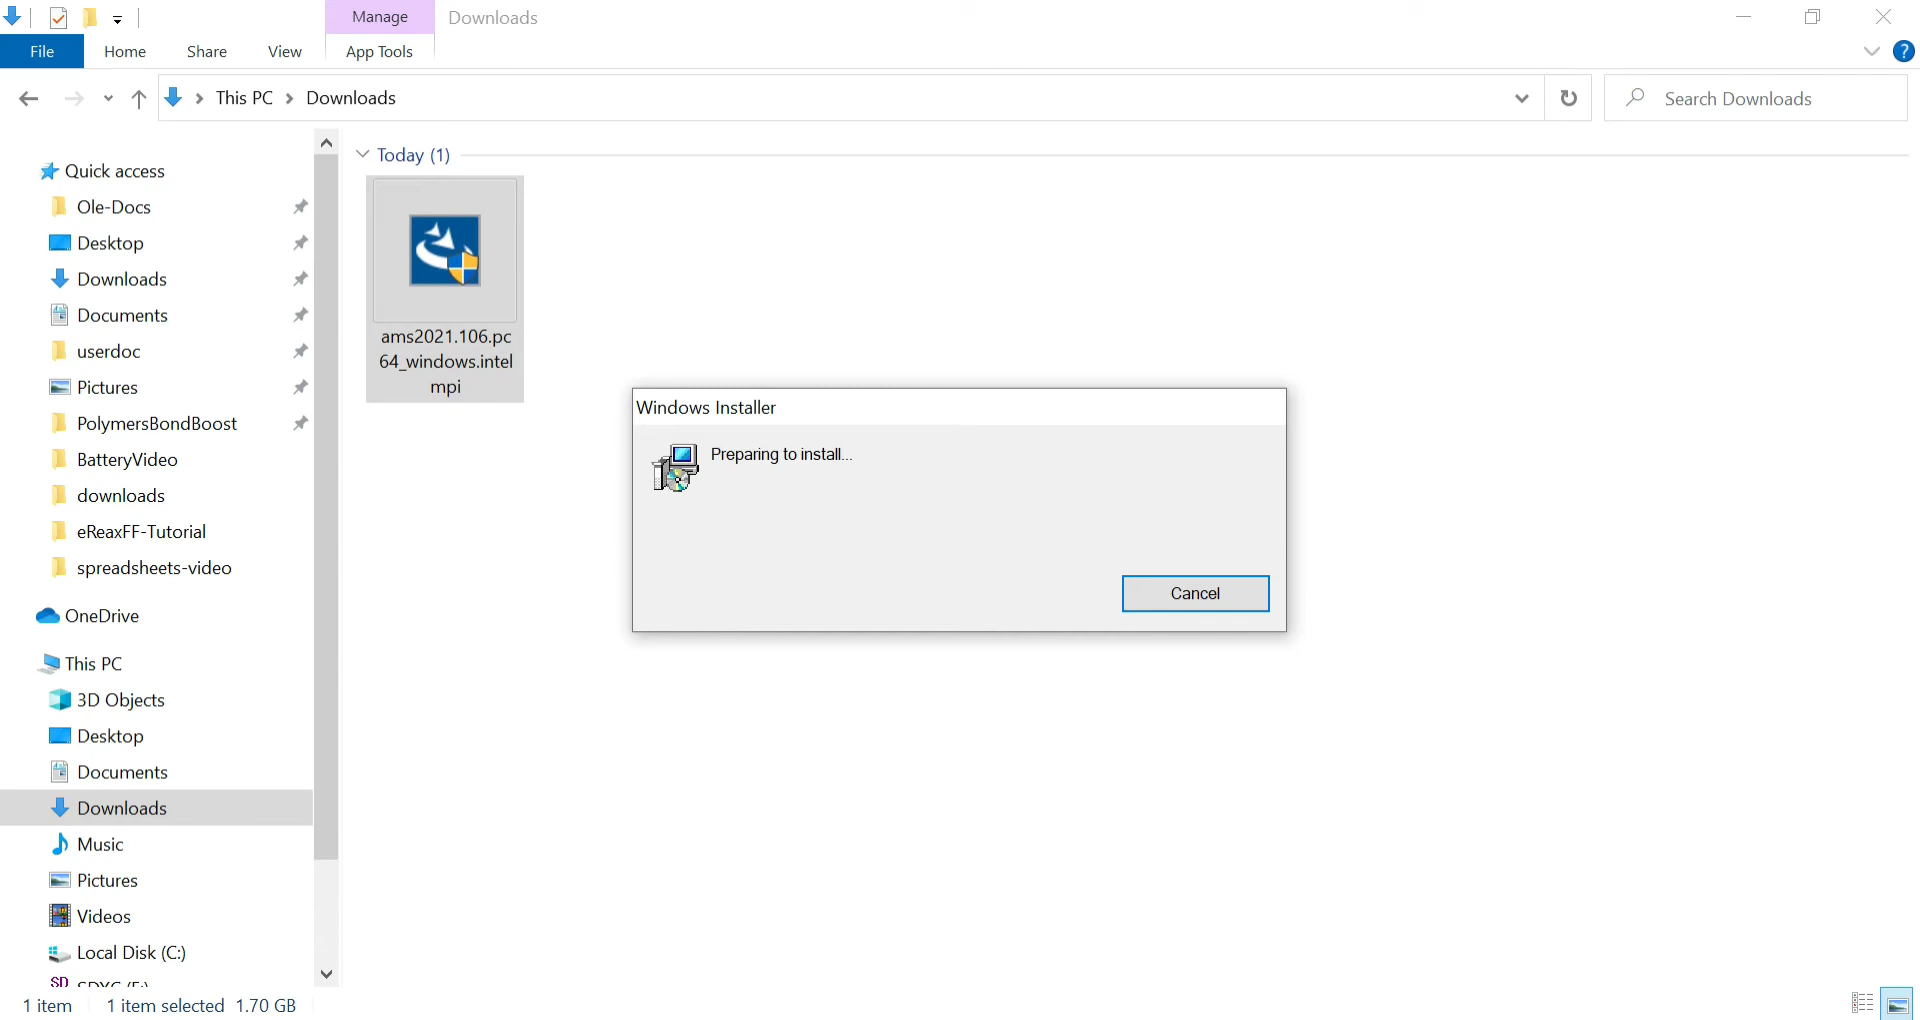 Manage
Downloads
File
Home
Share
View
App Tools
?
This PC
Downloads
Search Downloads
Quick access
Ole-Docs
Desktop
Downloads
Documents
userdoc
Pictures
PolymersBondBoost
BatteryVideo
downloads
eReaxFF-Tutorial
spreadsheets-video
OneDrive
This PC
3D Objects
Desktop
Documents
Downloads
Music
Pictures
Videos
Local Disk (C:)
SD
Today (1)
ams2021.106.pc
64_windows.intel
mpi
Windows Installer
Preparing to install...
Cancel
1 item
1 item selected 1.70 GB